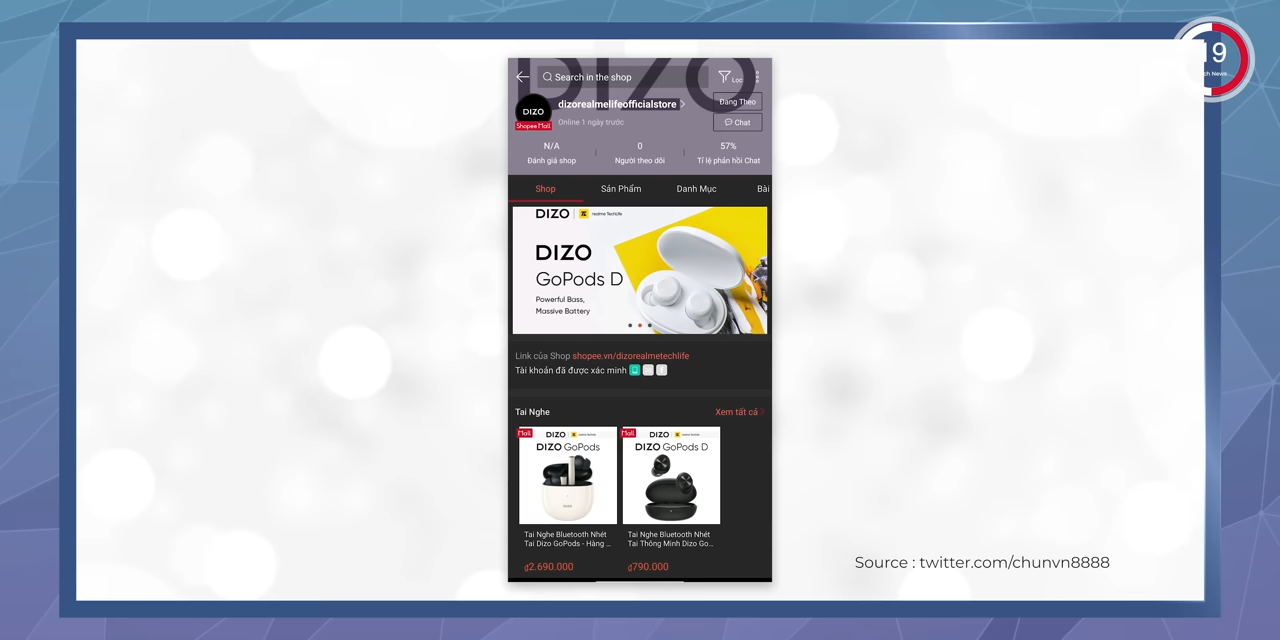 19
ch News
DIZO
Search in the shop
Lọc
DIZO
Shopee Mall
dizorealmelifeofficialstore
Đang Theo
Online 1 ngày trước
Chat
N/A
0
57%
Đánh giá shop
Người theo dõi
Tỉ lệ phản hồi Chat
Shop
Sản Phẩm
Danh Mục
Bài
DIZO realme TechLife
DIZO
GoPods D
Powerful Bass,
Massive Battery
Link của Shop shopee.vn/dizorealmetechlife
Tài khoản đã được xác minh
Tai Nghe
Xem tất cả
Mall
DIZO
DIZO GoPods
Mall
DIZO
DIZO GoPods D
Tai Nghe Bluetooth Nhét
Tai Dizo GoPods - Hàng ...
Tai Nghe Bluetooth Nhét
Tai Thông Minh Dizo Go...
₫2.690.000
₫790.000
Source : twitter.com/chunvn8888